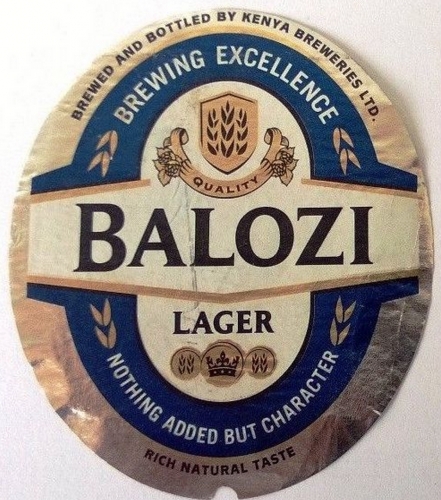 BREWED AND BOTTLED BY KENYA BREWERIES LTD.
BREWING EXCELLENCE
QUALITY
BALOZI
LAGER
NOTHING ADDED BUT CHARACTER
RICH NATURAL TASTE